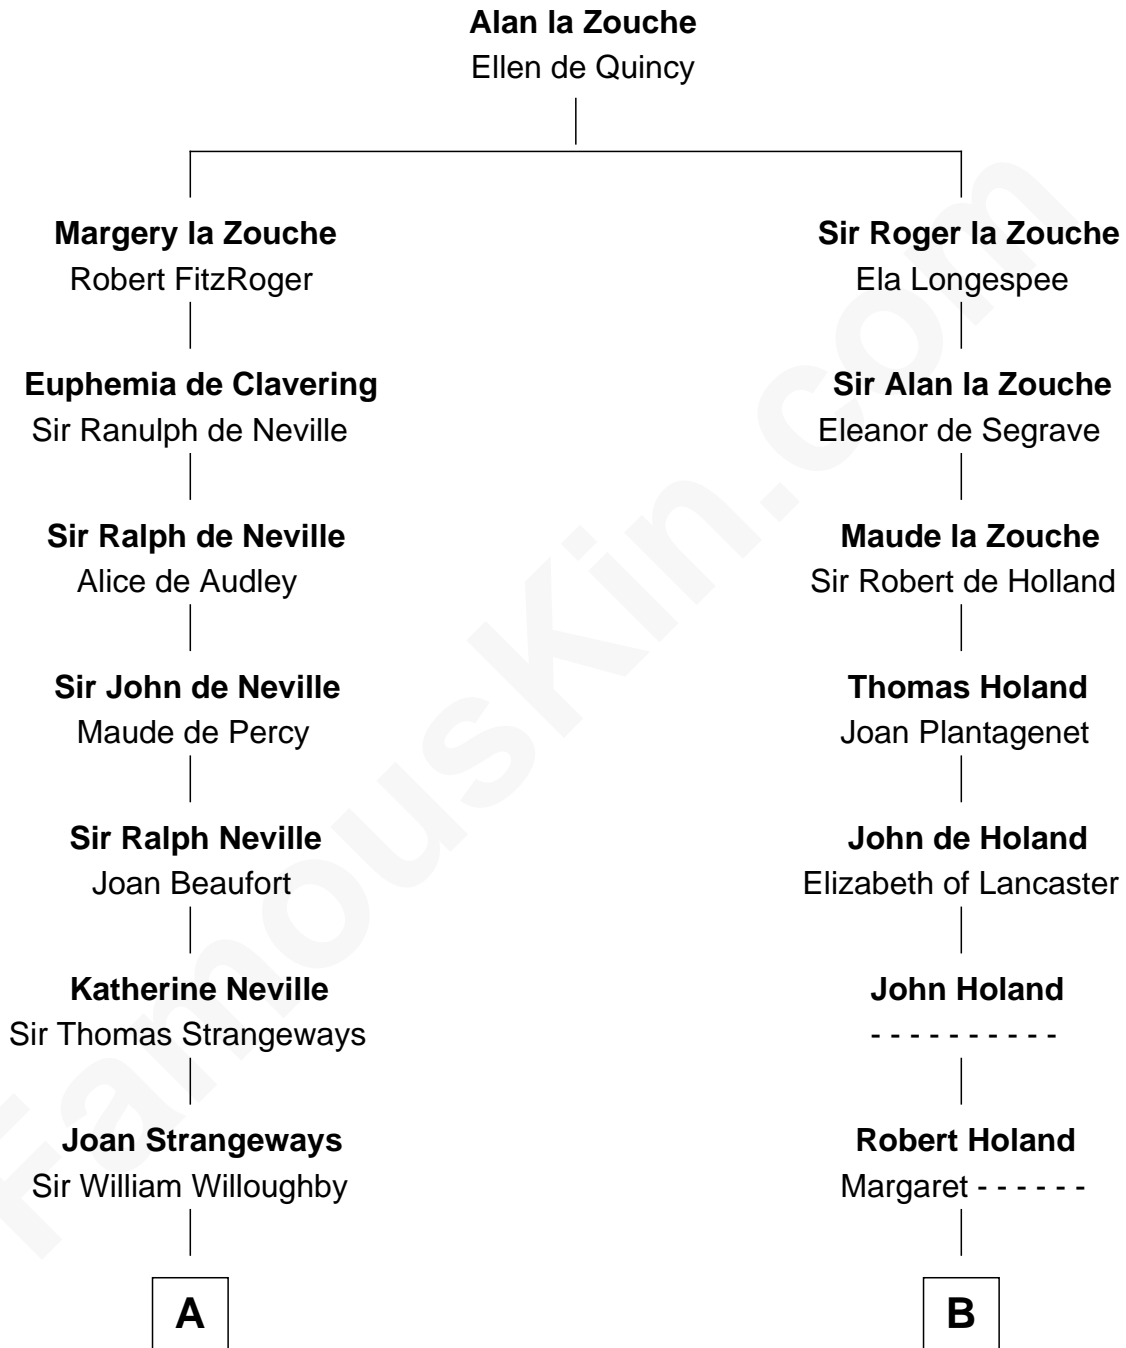 Alan la Zouche
Ellen de Quincy
Margery la Zouche
Robert FitzRoger
Euphemia de Clavering
Sir Ranulph de Neville
Sir Ralph de Neville
Alice de Audley
Sir John de Neville
Maude de Percy
Sir Ralph Neville
Joan Beaufort
Katherine Neville
Sir Thomas Strangeways
Joan Strangeways
Sir William Willoughby
A
Sir Roger la Zouche
Ela Longespee
Sir Alan la Zouche
Eleanor de Segrave
Maude la Zouche
Sir Robert de Holland
Thomas Holand
Joan Plantagenet
John de Holand
Elizabeth of Lancaster
John Holand
- - - - - - - - - -
Robert Holand
Margaret - - - - - -
B
FamousKin.com